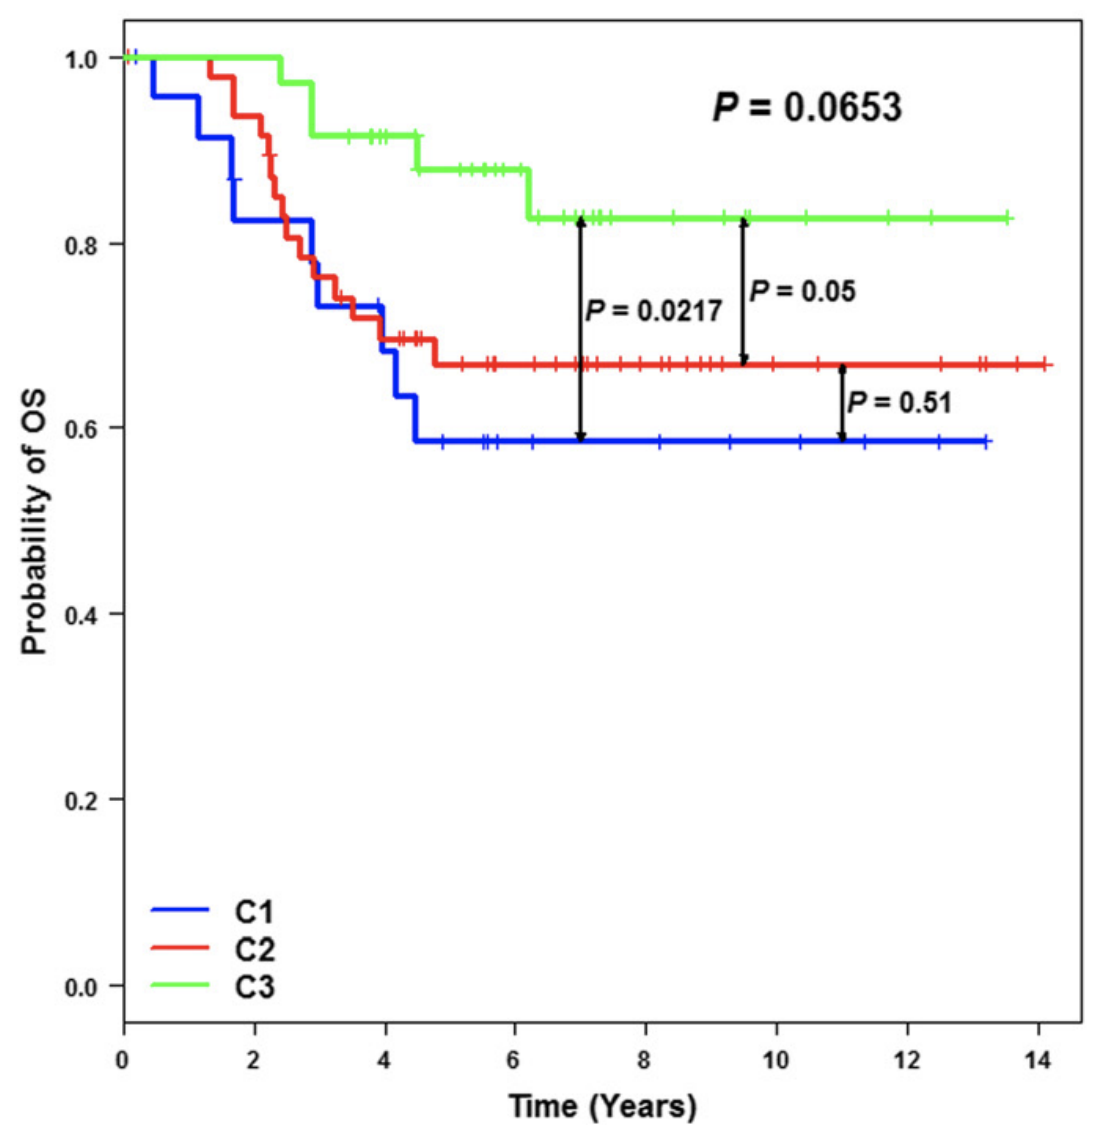 P = 0.0653
P = 0.0217
P = 0.05
P = 0.51
Probability of OS
1.0
0.8
0.6
0.4
0.2
0.0
C1
C2
C3
0 2 4 6 8 10 12 14
Time (Years)